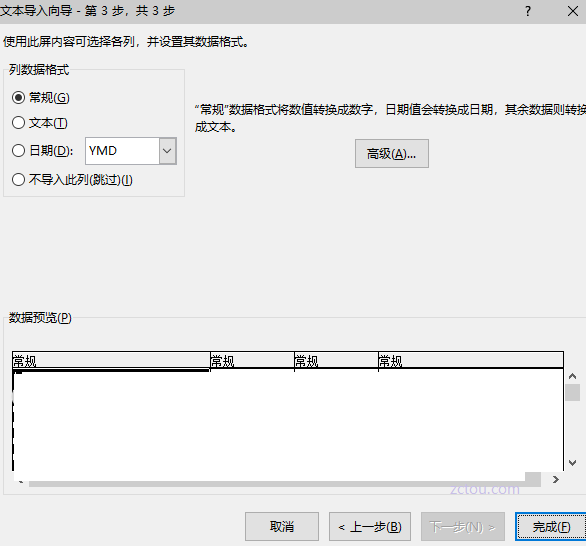 文本导入向导 - 第 3 步，共 3 步
? ×
使用此屏内容可选择各列，并设置其数据格式。
列数据格式
常规(G)
文本(T)
日期(D): YMD
不导入此列(跳过)(I)
“常规”数据格式将数值转换成数字，日期值会转换成日期，其余数据则转换
成文本。
高级(A)...
数据预览(P)
常规 常规 常规 常规
zctou.com
取消 < 上一步(B) 下一步(N) > 完成(F)